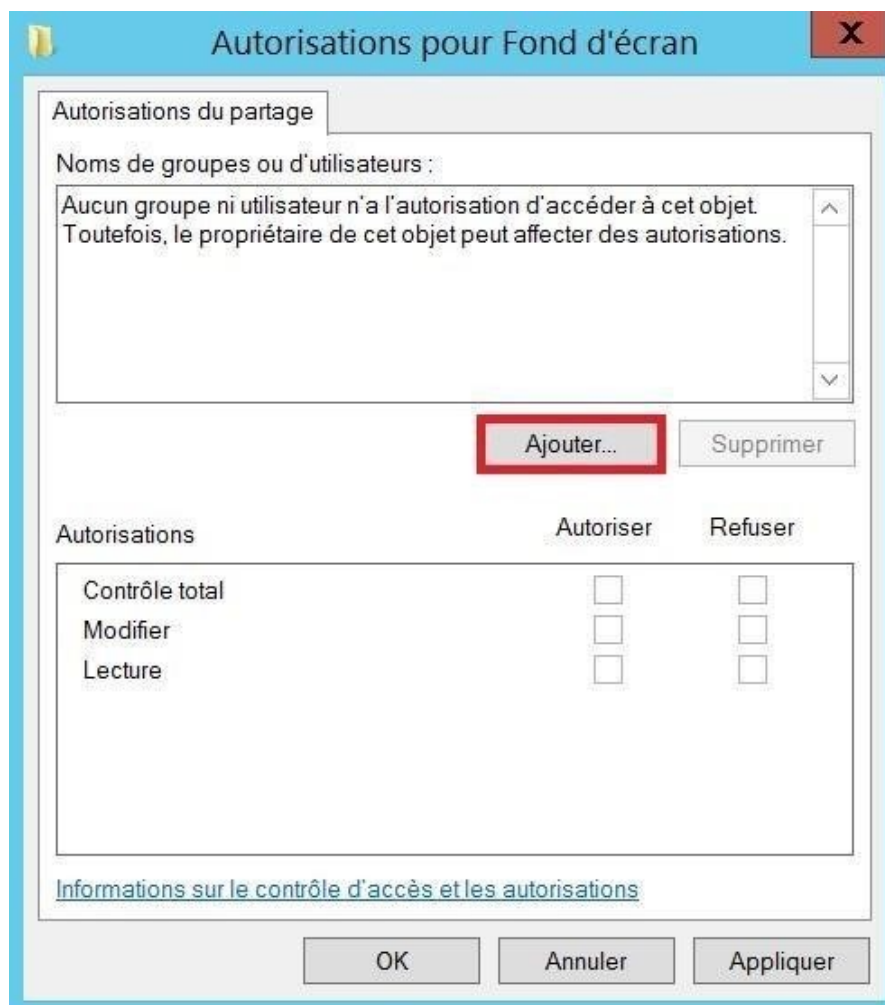 Autorisations pour Fond d'écran
X
Autorisations du partage
Noms de groupes ou d'utilisateurs :
Aucun groupe ni utilisateur n'a l'autorisation d'accéder à cet objet.
Toutefois, le propriétaire de cet objet peut affecter des autorisations.
Ajouter... Supprimer
Autorisations Autoriser Refuser
Contrôle total
Modifier
Lecture
Informations sur le contrôle d'accès et les autorisations
OK Annuler Appliquer